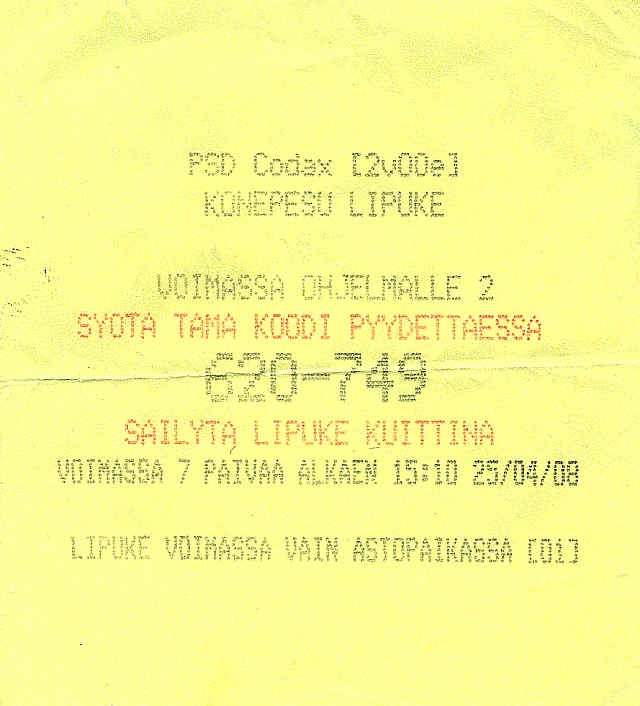 PSD Codax [2v00e]
KONEPESU LIPUKE
VOIMASSA OHJELMALLE 2
SYOTA TAMA KOODI PYYDETTAESSA
620-749
SAILYTA LIPUKE KUITTINA
VOIMASSA 7 PAIVAA ALKAEN 15:10 25/04/08
LIPUKE VOIMASSA VAIN ASTOPAIKASSA [01]